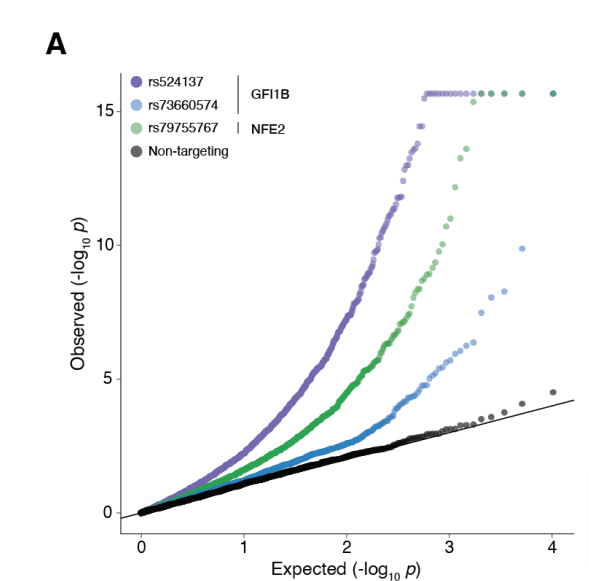 A
rs524137
rs73660574
GFI1B
rs79755767
NFE2
Non-targeting
15
10
5
0
Observed (-log10 p)
0 1 2 3 4
Expected (-log10 p)